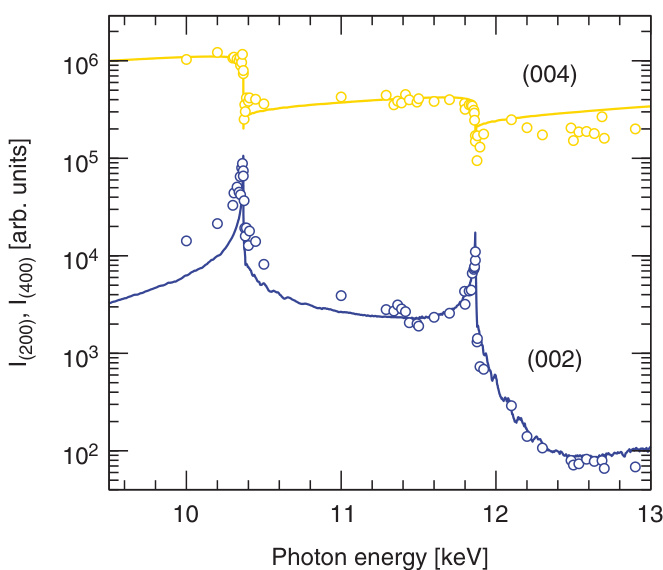 10⁶
(004)
10⁵
10⁴
10³
(002)
10²
I(200), I(400) [arb. units]
10 11 12 13
Photon energy [keV]